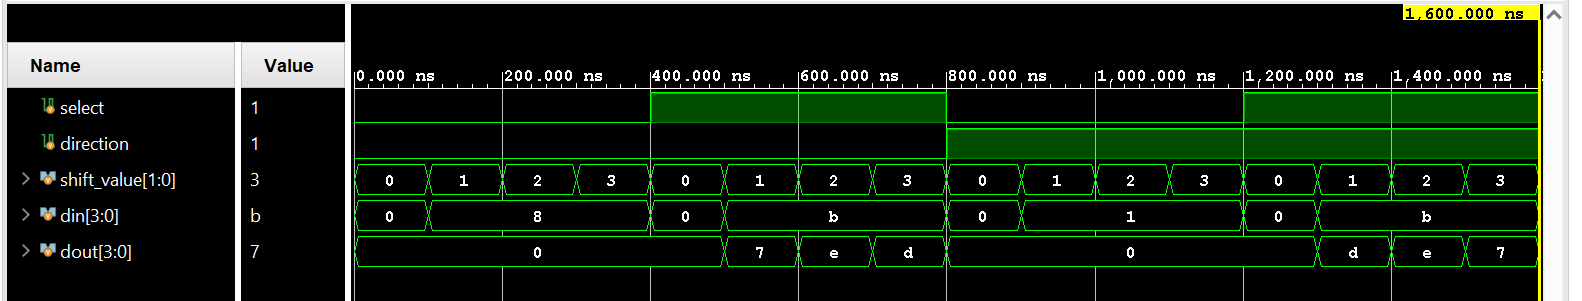 1,600.000 ns
Name Value
0.000 ns 200.000 ns 400.000 ns 600.000 ns 800.000 ns 1,000.000 ns 1,200.000 ns 1,400.000 ns
select 1
direction 1
shift_value[1:0] 3 0 1 2 3 0 1 2 3 0 1 2 3 0 1 2 3
din[3:0] b 0 8 0 b 0 1 0 b
dout[3:0] 7 0 7 e d 0 d e 7